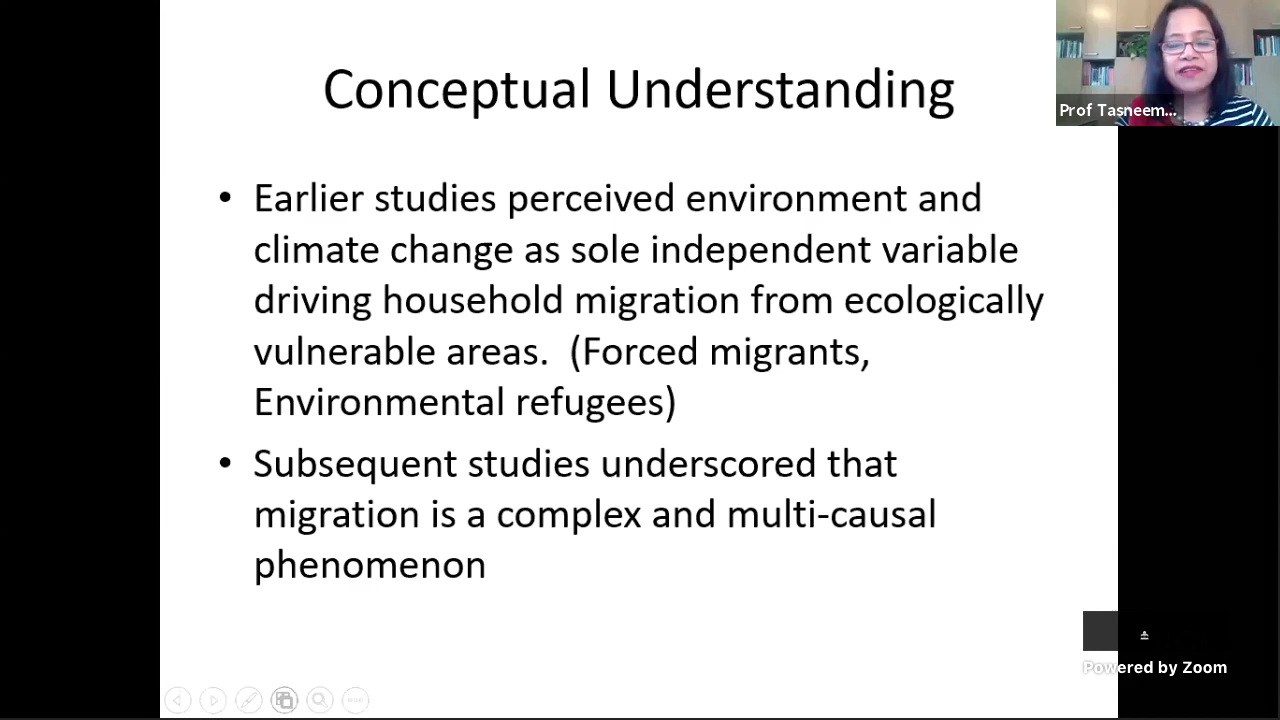 Conceptual Understanding
Prof Tasneem...
• Earlier studies perceived environment and
climate change as sole independent variable
driving household migration from ecologically
vulnerable areas.  (Forced migrants,
Environmental refugees)
• Subsequent studies underscored that
migration is a complex and multi-causal
phenomenon
Powered by Zoom